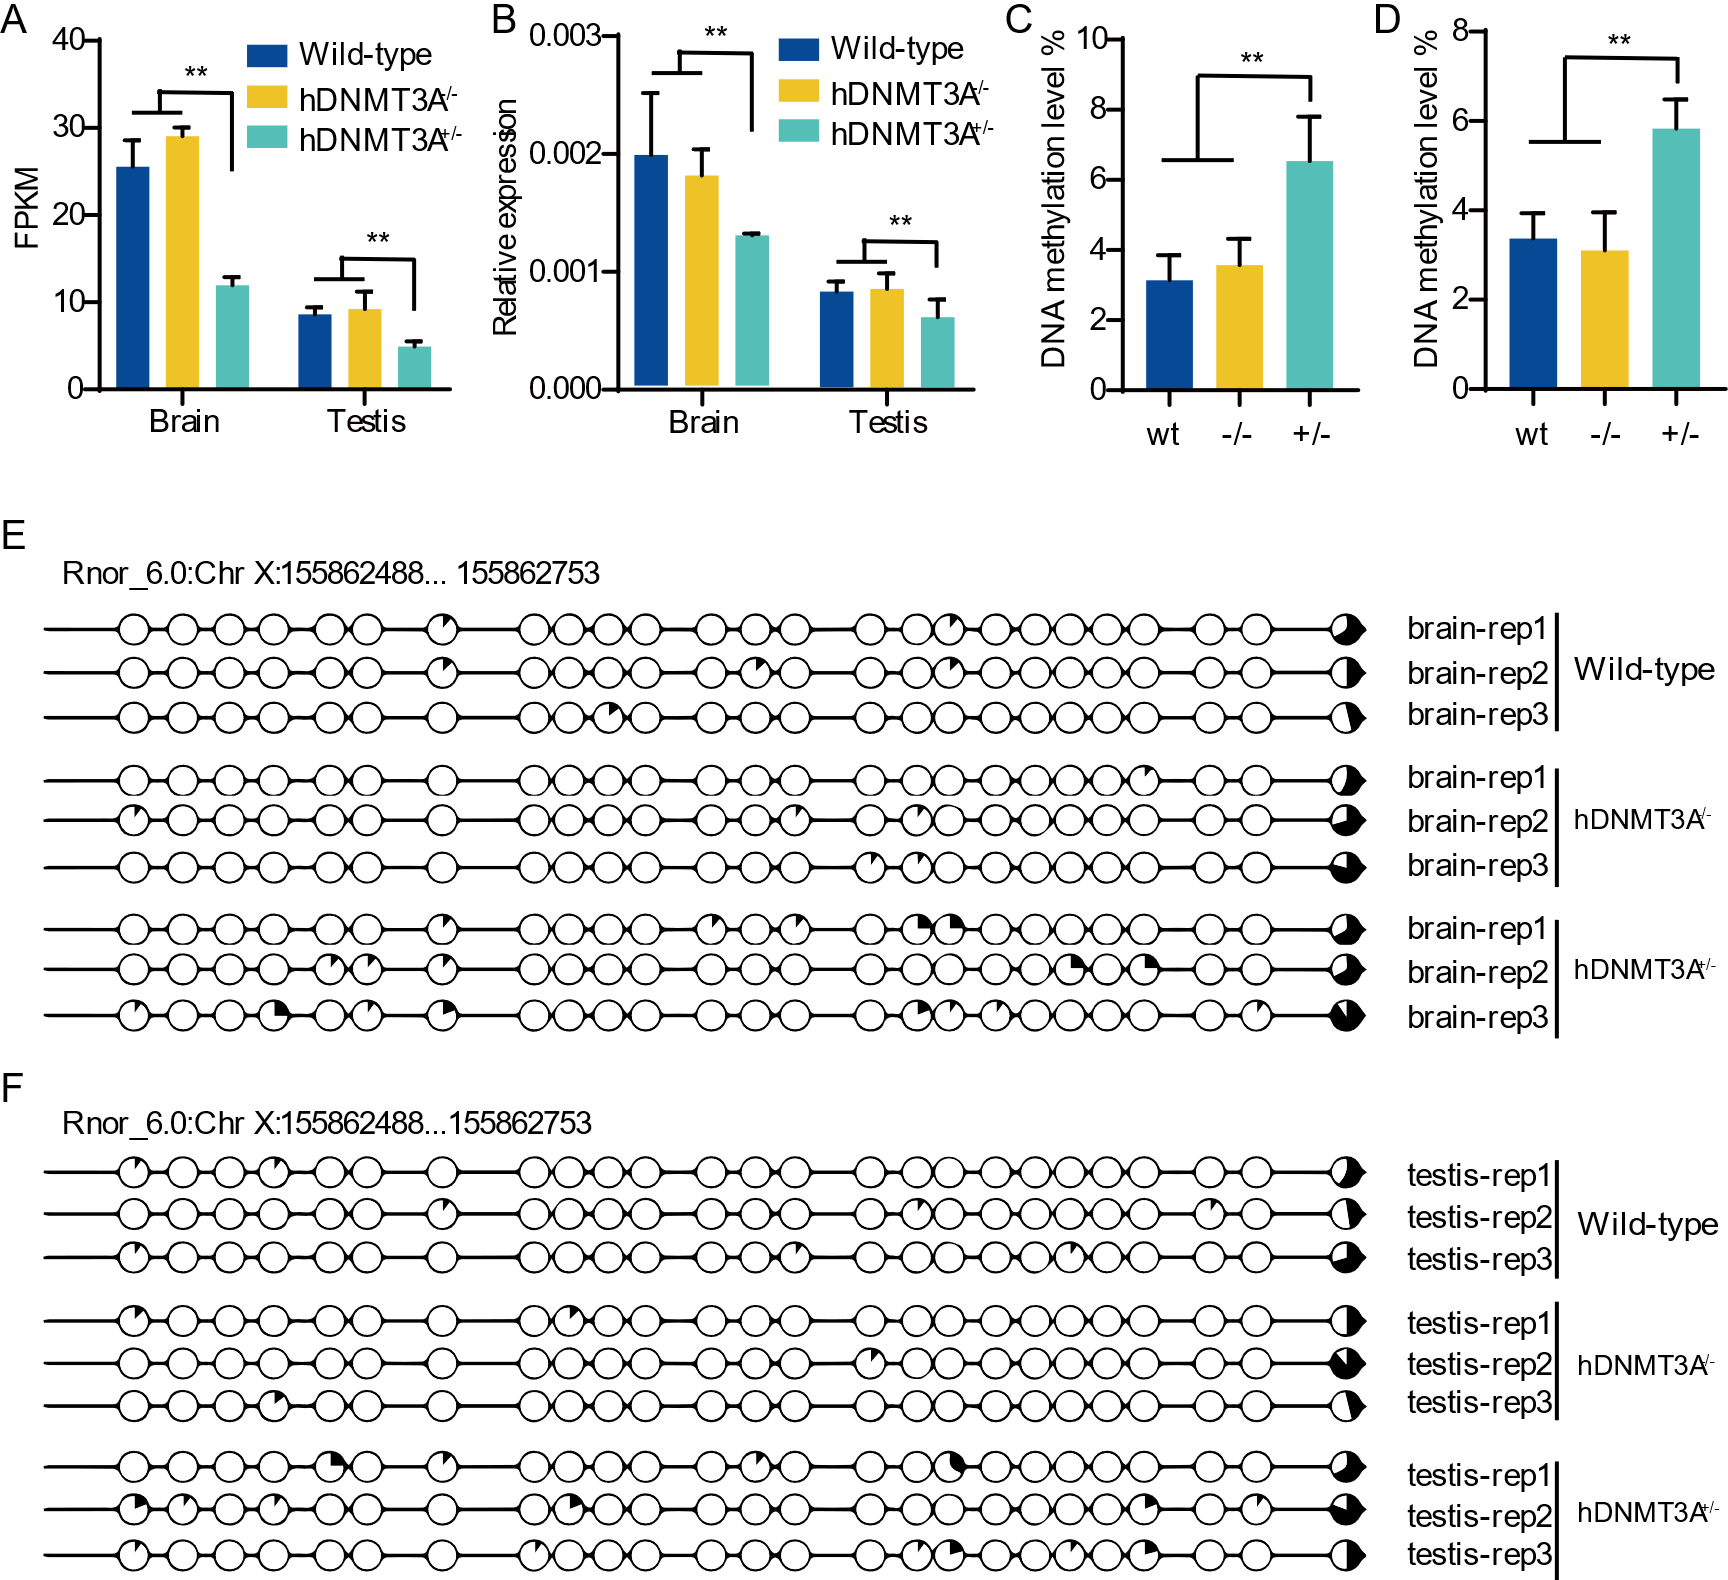 A
FPKM
40
30
20
10
0
**
**
Wild-type
hDNMT3A-/-
hDNMT3A+/-
Brain
Testis
B
Relative expresson
0.003
0.002
0.001
0.000
**
**
Wild-type
hDNMT3A-/-
hDNMT3A+/-
Brain
Testis
C
DNA methylation level %
10
8
6
4
2
0
**
wt
-/-
+/-
D
DNA methylation level %
8
6
4
2
0
**
wt
-/-
+/-
E
Rnor_6.0:Chr X:155862488... 155862753
brain-rep1
brain-rep2
brain-rep3
Wild-type
brain-rep1
brain-rep2
brain-rep3
hDNMT3A-/-
brain-rep1
brain-rep2
brain-rep3
hDNMT3A+/-
F
Rnor_6.0:Chr X:155862488...155862753
testis-rep1
testis-rep2
testis-rep3
Wild-type
testis-rep1
testis-rep2
testis-rep3
hDNMT3A-/-
testis-rep1
testis-rep2
testis-rep3
hDNMT3A+/-